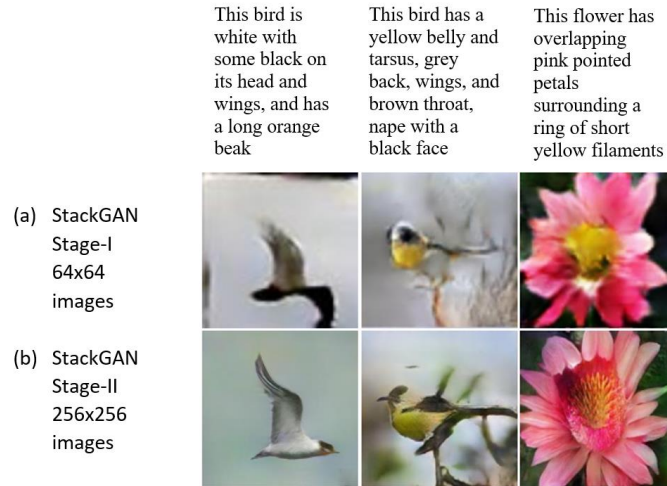 This bird is
white with
some black on
its head and
wings, and has
a long orange
beak
This bird has a
yellow belly and
tarsus, grey
back, wings, and
brown throat,
nape with a
black face
This flower has
overlapping
pink pointed
petals
surrounding a
ring of short
yellow filaments
(a) StackGAN
Stage-I
64x64
images
(b) StackGAN
Stage-II
256x256
images